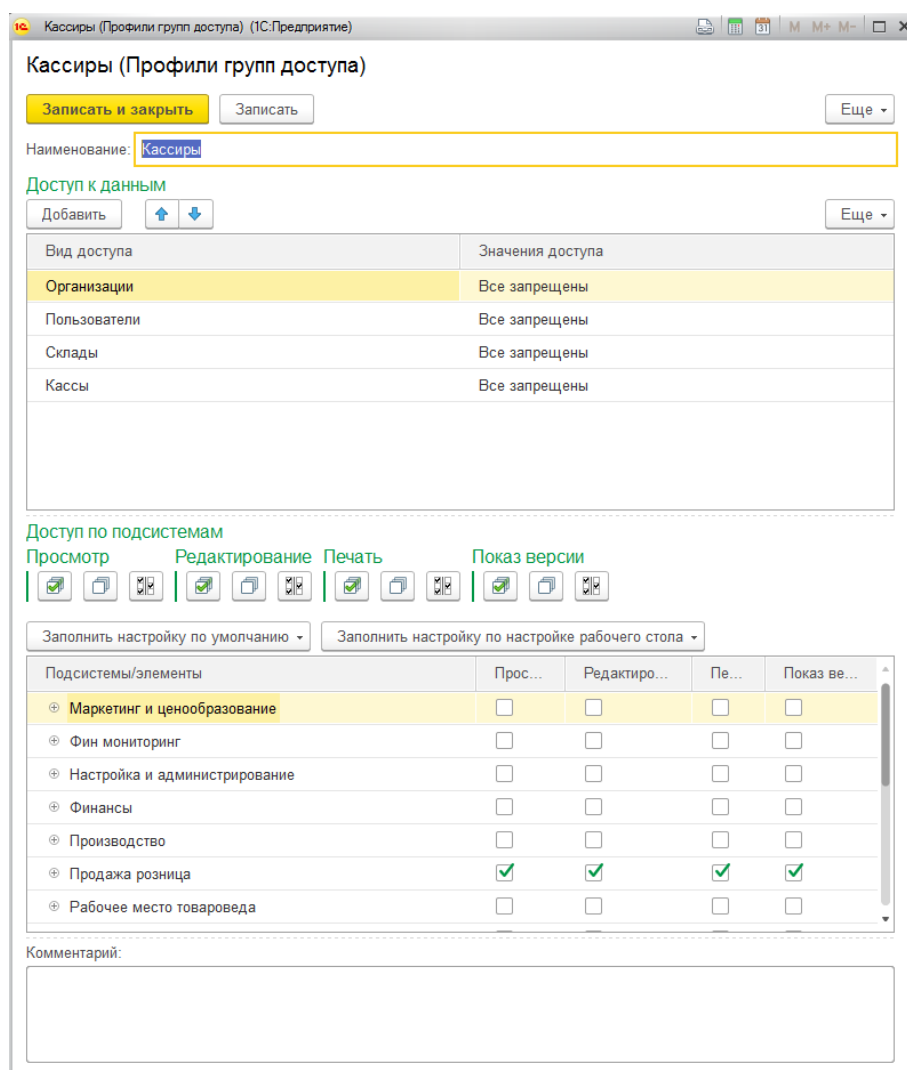 1С Кассиры (Профили групп доступа) (1С:Предприятие) 31 M M+ M-
Кассиры (Профили групп доступа)
Записать и закрыть Записать Еще
Наименование: Кассиры
Доступ к данным
Добавить Еще
Вид доступа Значения доступа
Организации Все запрещены
Пользователи Все запрещены
Склады Все запрещены
Кассы Все запрещены
Доступ по подсистемам
Просмотр Редактирование Печать Показ версии
Заполнить настройку по умолчанию Заполнить настройку по настройке рабочего стола
Подсистемы/элементы Прос... Редактиро... Пе... Показ ве...
Маркетинг и ценообразование
Фин мониторинг
Настройка и администрирование
Финансы
Производство
Продажа розница
Рабочее место товароведа
Комментарий: